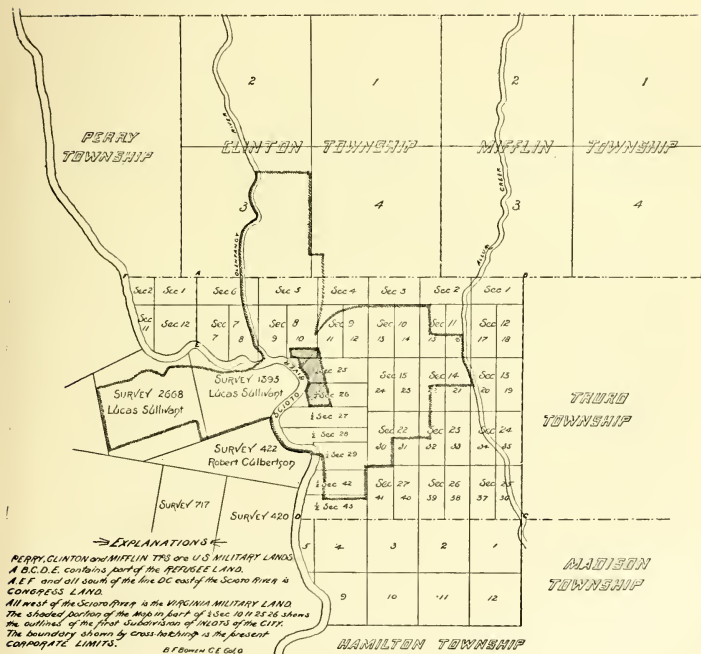 2
1
2
1
PERRY
TOWNSHIP
CLINTON TOWNSHIP
MIFFLIN TOWNSHIP
RIVER
OLENTANGY
ALUM CREEK
3
4
3
4
F
A
B
Sec 2
Sec 1
Sec 6
Sec 5
Sec 4
Sec 3
Sec 2
Sec 1
Sec 11
Sec 12
Sec 7
Sec 8
Sec 9
Sec 10
Sec 11
Sec 12
7
8
9
10
11
12
13
14
15
17
18
E
SCIOTO RIVER
½ Sec 25
Sec 15
Sec 14
Sec 13
½ Sec 26
24
23
21
20
19
½ Sec 27
½ Sec 28
Sec 22
Sec 23
Sec 24
½ Sec 29
30
31
32
33
34
35
½ Sec 42
Sec 27
Sec 26
Sec 25
½ Sec 43
41
40
39
38
37
36
SURVEY 2668
Lucas Sullivant
SURVEY 1393
Lucas Sullivant
SURVEY 422
Robert Culbertson
SURVEY 717
SURVEY 420
D
C
5
4
3
2
1
9
10
11
12
TRURO
TOWNSHIP
MADISON
TOWNSHIP
HAMILTON TOWNSHIP
EXPLANATIONS
PERRY, CLINTON and MIFFLIN TPS are U S MILITARY LANDS
A B.C.D.E. contains part of the REFUGEE LAND.
A.E.F and all south of the line DC east of the Scioto River is
CONGRESS LAND.
All west of the Scioto River is the VIRGINIA MILITARY LAND.
The shaded portion of the Map in part of ½ Sec 10 11 25 26 shows
the outlines of the first Subdivision of INLOTS of the CITY.
The boundary shown by cross-hatching is the present
CORPORATE LIMITS.
B F BOWEN C E Col. O